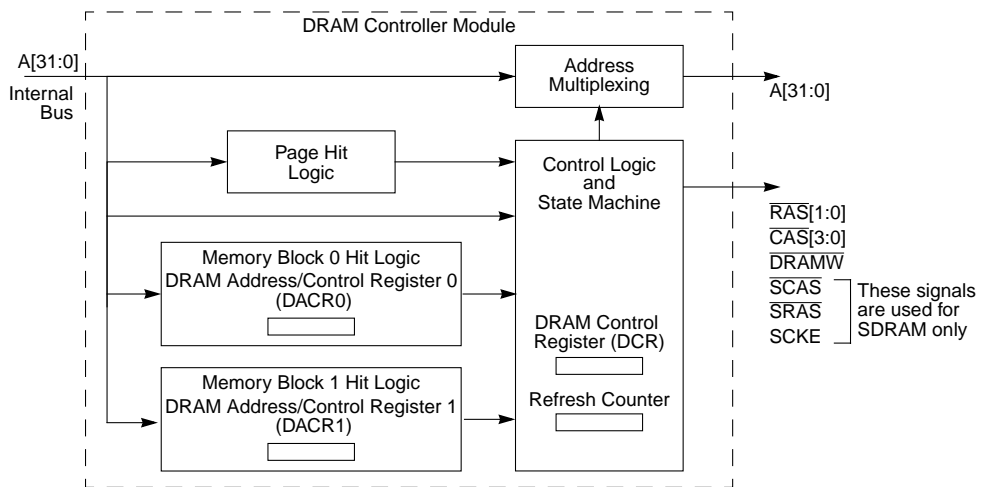 DRAM Controller Module
A[31:0]
Internal
Bus
Address
Multiplexing
A[31:0]
Page Hit
Logic
Control Logic
and
State Machine
RAS[1:0]
CAS[3:0]
DRAMW
SCAS
SRAS
SCKE
These signals
are used for
SDRAM only
Memory Block 0 Hit Logic
DRAM Address/Control Register 0
(DACR0)
DRAM Control
Register (DCR)
Memory Block 1 Hit Logic
DRAM Address/Control Register 1
(DACR1)
Refresh Counter